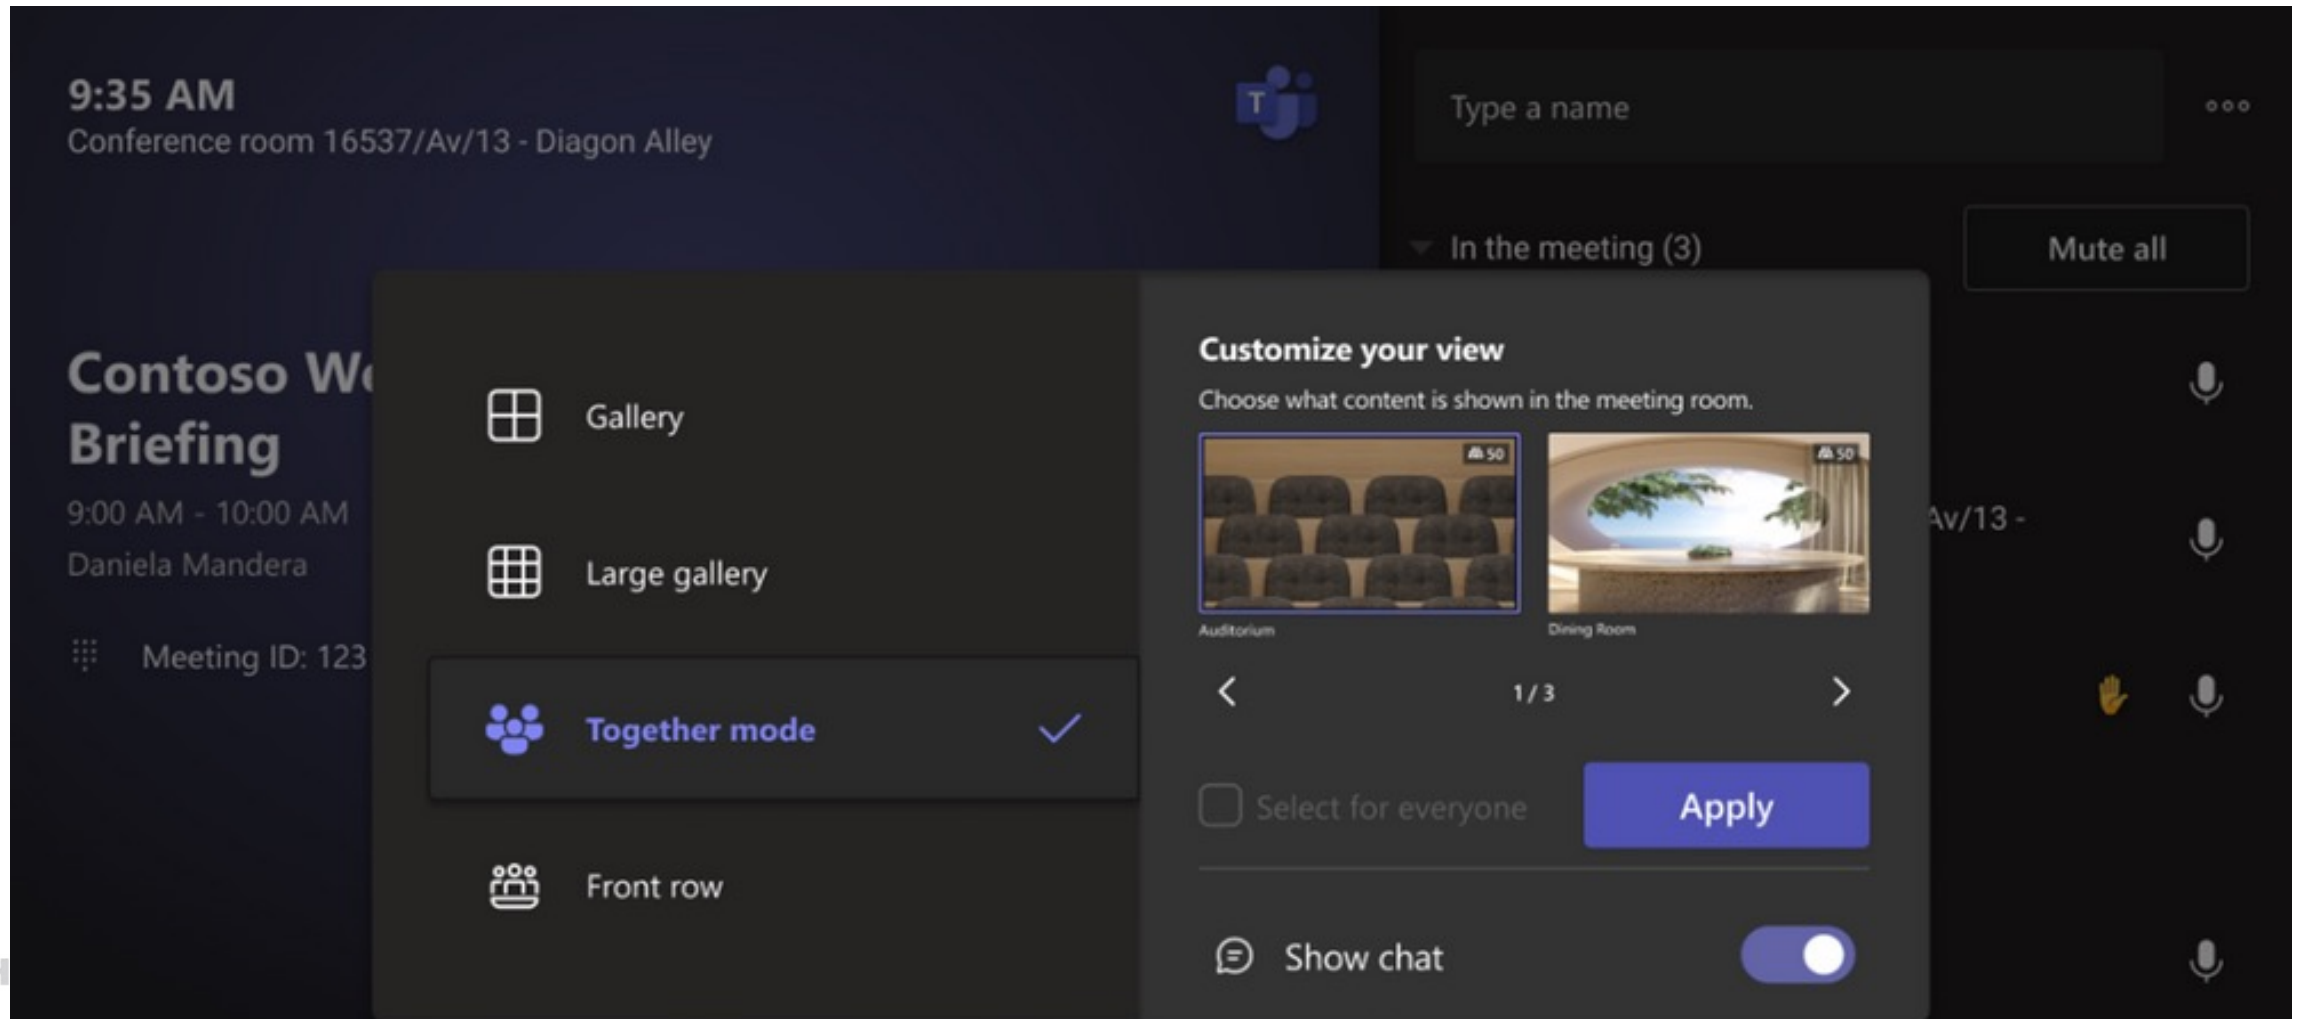 9:35 AM
Conference room 16537/Av/13 - Diagon Alley
T
Type a name
In the meeting (3)
Mute all
Contoso We
Briefing
9:00 AM - 10:00 AM
Daniela Mandera
Meeting ID: 123
Gallery
Large gallery
Together mode
Front row
Customize your view
Choose what content is shown in the meeting room.
50
50
Auditorium
Dining Room
1 / 3
Select for everyone
Apply
Show chat
Av/13 -